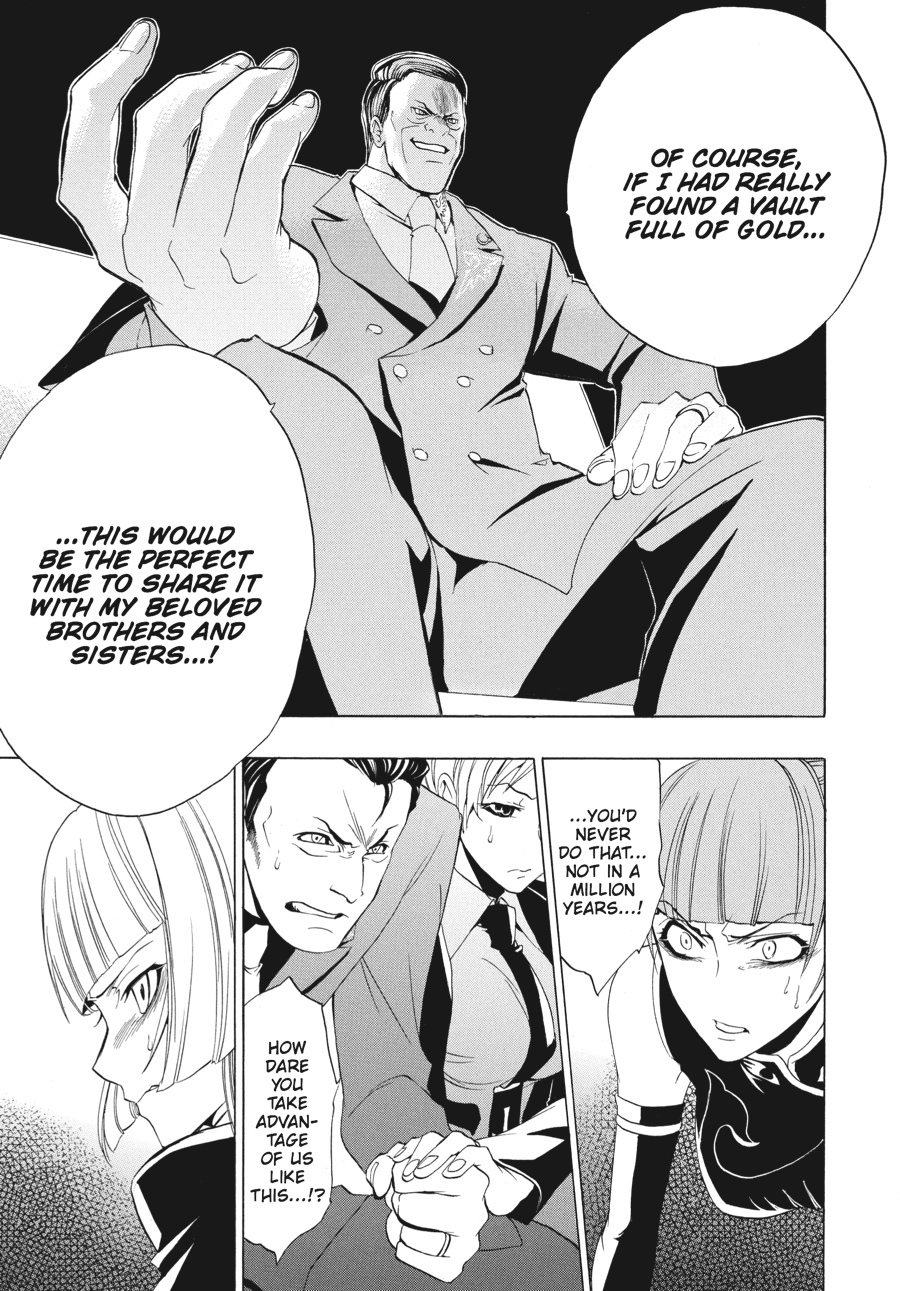 OF COURSE,
IF I HAD REALLY
FOUND A VAULT
FULL OF GOLD...
...THIS WOULD
BE THE PERFECT
TIME TO SHARE IT
WITH MY BELOVED
BROTHERS AND
SISTERS...!
...YOU'D
NEVER
DO THAT...
NOT IN A
MILLION
YEARS...!
HOW
DARE
YOU
TAKE
ADVAN-
TAGE
OF US
LIKE
THIS...!?